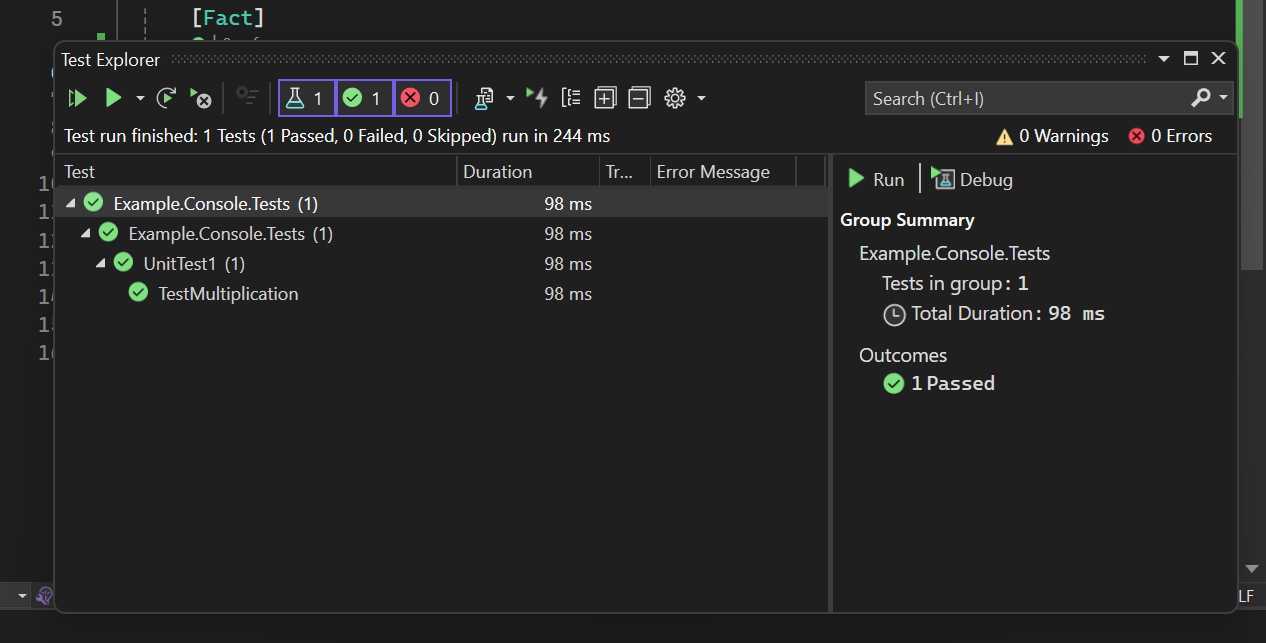 5
[Fact]
Test Explorer
1
1
0
Search (Ctrl+I)
Test run finished: 1 Tests (1 Passed, 0 Failed, 0 Skipped) run in 244 ms
0 Warnings
0 Errors
Test Duration Tr... Error Message
Example.Console.Tests (1) 98 ms
Example.Console.Tests (1) 98 ms
UnitTest1 (1) 98 ms
TestMultiplication 98 ms
Run
Debug
Group Summary
Example.Console.Tests
Tests in group: 1
Total Duration: 98 ms
Outcomes
1 Passed
LF